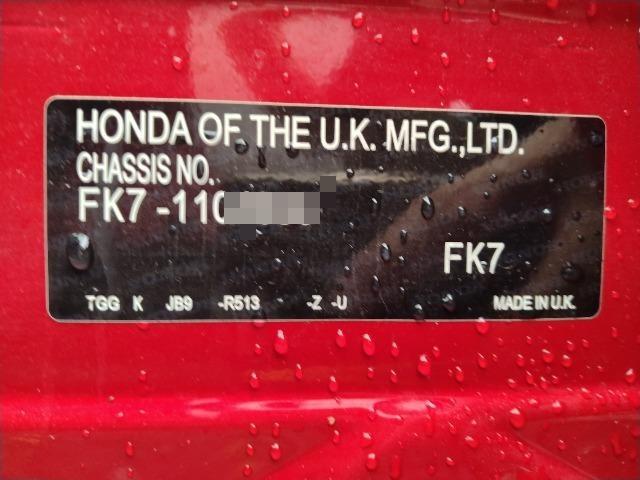 HONDA OF THE U.K. MFG.,LTD.
CHASSIS NO.
FK7-110
FK7
TGG K JB9 -R513 -Z -U
MADE IN U.K.